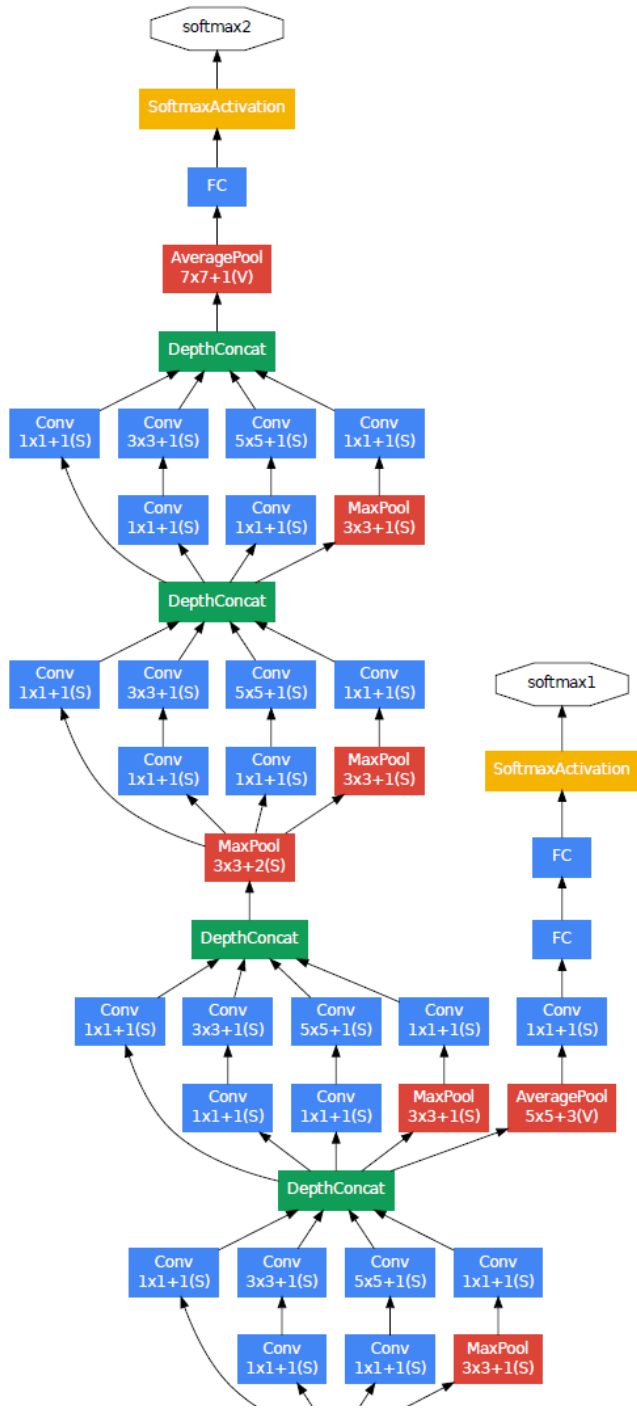 softmax2
SoftmaxActivation
FC
AveragePool
7x7+1(V)
DepthConcat
Conv
1x1+1(S)
Conv
3x3+1(S)
Conv
5x5+1(S)
Conv
1x1+1(S)
Conv
1x1+1(S)
Conv
1x1+1(S)
MaxPool
3x3+1(S)
DepthConcat
Conv
1x1+1(S)
Conv
3x3+1(S)
Conv
5x5+1(S)
Conv
1x1+1(S)
softmax1
Conv
1x1+1(S)
Conv
1x1+1(S)
MaxPool
3x3+1(S)
SoftmaxActivation
MaxPool
3x3+2(S)
FC
DepthConcat
FC
Conv
1x1+1(S)
Conv
3x3+1(S)
Conv
5x5+1(S)
Conv
1x1+1(S)
Conv
1x1+1(S)
Conv
1x1+1(S)
Conv
1x1+1(S)
MaxPool
3x3+1(S)
AveragePool
5x5+3(V)
DepthConcat
Conv
1x1+1(S)
Conv
3x3+1(S)
Conv
5x5+1(S)
Conv
1x1+1(S)
Conv
1x1+1(S)
Conv
1x1+1(S)
MaxPool
3x3+1(S)